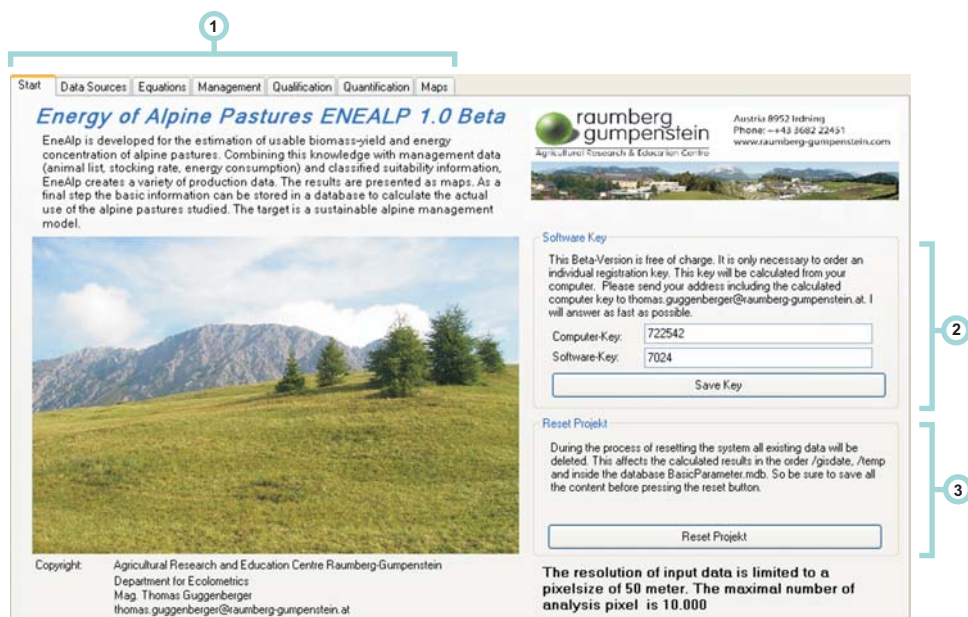 1
Start Data Sources Equations Management Qualification Quantification Maps
Energy of Alpine Pastures ENEALP 1.0 Beta
EneAlp is developed for the estimation of usable biomass-yield and energy
concentration of alpine pastures. Combining this knowledge with management data
(animal list, stocking rate, energy consumption) and classified suitability information,
EneAlp creates a variety of production data. The results are presented as maps. As a
final step the basic information can be stored in a database to calculate the actual
use of the alpine pastures studied. The target is a sustainable alpine management
model.
raumberg
gumpenstein
Agricultural Research & Education Centre
Austria 8952 Irdning
Phone: ~+43 3682 22451
www.raumberg-gumpenstein.com
Software Key
This Beta-Version is free of charge. It is only necessary to order an
individual registration key. This key will be calculated from your
computer. Please send your address including the calculated
computer key to thomas.guggenberger@raumberg-gumpenstein.at. I
will answer as fast as possible.
Computer-Key: 722542
Software-Key: 7024
Save Key
2
Reset Projekt
During the process of resetting the system all existing data will be
deleted. This affects the calculated results in the order /gisdate, /temp
and inside the database BasicParameter.mdb. So be sure to save all
the content before pressing the reset button.
Reset Projekt
3
Copyright: Agricultural Research and Education Centre Raumberg-Gumpenstein
Department for Ecolometrics
Mag. Thomas Guggenberger
thomas.guggenberger@raumberg-gumpenstein.at
The resolution of input data is limited to a
pixelsize of 50 meter. The maximal number of
analysis pixel is 10.000